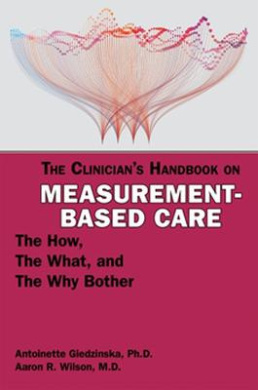 The Clinician's Handbook on
MEASUREMENT-
BASED CARE
The How,
The What, and
The Why Bother
Antoinette Giedzinska, Ph.D.
Aaron R. Wilson, M.D.